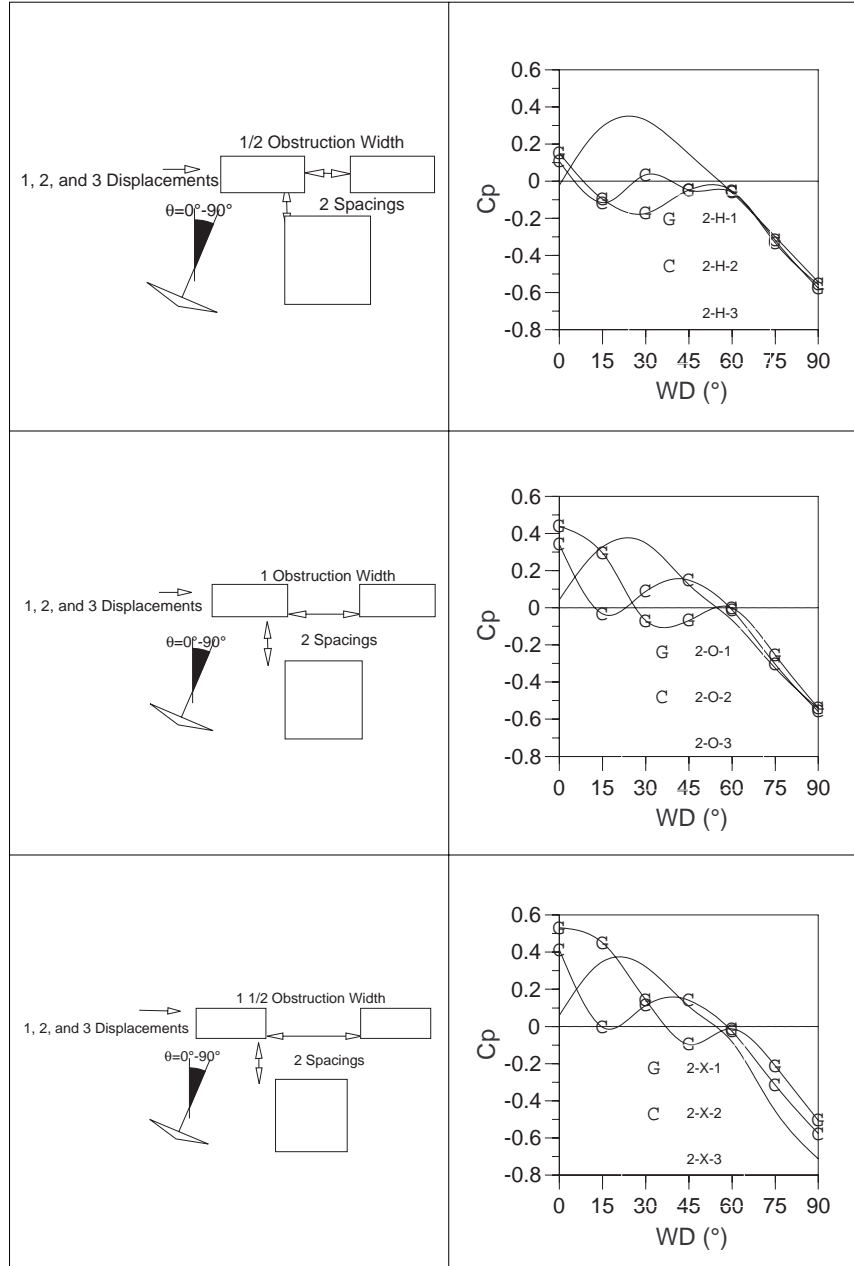 1/2 Obstruction Width
1, 2, and 3 Displacements
2 Spacings
θ=0°-90°
0.6
0.4
0.2
0
-0.2
-0.4
-0.6
-0.8
Cp
G 2-H-1
C 2-H-2
2-H-3
0 15 30 45 60 75 90
WD (°)
1 Obstruction Width
1, 2, and 3 Displacements
2 Spacings
θ=0°-90°
0.6
0.4
0.2
0
-0.2
-0.4
-0.6
-0.8
Cp
G 2-O-1
C 2-O-2
2-O-3
0 15 30 45 60 75 90
WD (°)
1 1/2 Obstruction Width
1, 2, and 3 Displacements
2 Spacings
θ=0°-90°
0.6
0.4
0.2
0
-0.2
-0.4
-0.6
-0.8
Cp
G 2-X-1
C 2-X-2
2-X-3
0 15 30 45 60 75 90
WD (°)